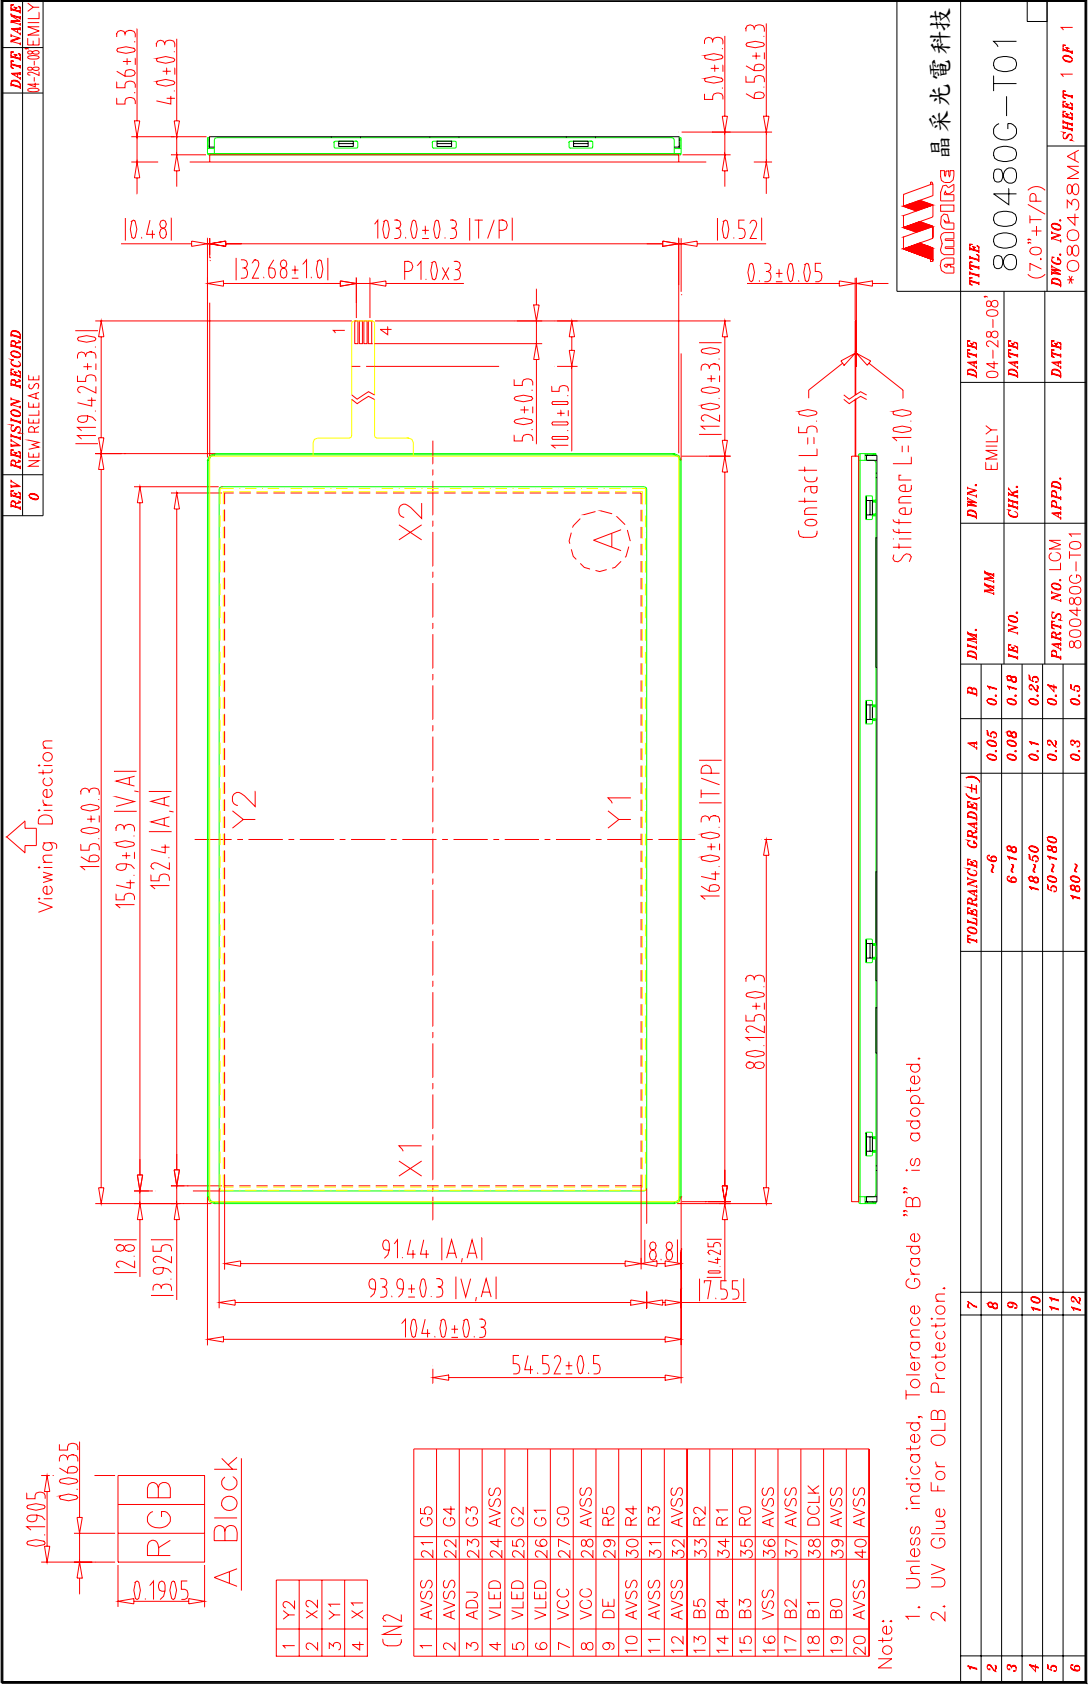 REV REVISION RECORD DATE NAME
0 NEW RELEASE 04-28-08' EMILY
Viewing Direction
165.0±0.3
154.9±0.3 |V,A|
152.4 |A,A|
|2.8|
|3.925|
|119.425±3.0|
|0.48|
103.0±0.3 |T/P|
|0.52|
|32.68±1.0|
P1.0x3
5.56±0.3
4.0±0.3
5.0±0.3
6.56±0.3
1
4
5.0±0.5
10.0±0.5
|120.0±3.0|
0.3±0.05
Contact L=5.0
Stiffener L=10.0
X2
A
Y2
Y1
X1
164.0±0.3 |T/P|
80.125±0.3
|0.425|
91.44 |A,A|
|8.8|
93.9±0.3 |V,A|
|7.55|
104.0±0.3
54.52±0.5
0.1905
0.0635
R G B
0.1905
A Block
1 Y2
2 X2
3 Y1
4 X1
CN2
1 AVSS 21 G5
2 AVSS 22 G4
3 ADJ 23 G3
4 VLED 24 AVSS
5 VLED 25 G2
6 VLED 26 G1
7 VCC 27 G0
8 VCC 28 AVSS
9 DE 29 R5
10 AVSS 30 R4
11 AVSS 31 R3
12 AVSS 32 AVSS
13 B5 33 R2
14 B4 34 R1
15 B3 35 R0
16 VSS 36 AVSS
17 B2 37 AVSS
18 B1 38 DCLK
19 B0 39 AVSS
20 AVSS 40 AVSS
Note:
1. Unless indicated, Tolerance Grade "B" is adopted.
2. UV Glue For OLB Protection.
AMPIRE 晶采光電科技
1 7 TOLERANCE GRADE(±) A B
2 8 ~6 0.05 0.1
3 9 6~18 0.08 0.18
4 10 18~50 0.1 0.25
5 11 50~180 0.2 0.4
6 12 180~ 0.3 0.5
DIM. MM
IE NO.
PARTS NO. LCM
800480G-T01
DWN. EMILY
DATE 04-28-08'
CHK.
DATE
APPD.
DATE
TITLE
800480G-T01
(7.0"+T/P)
DWG. NO.
*080438MA
SHEET 1 OF 1